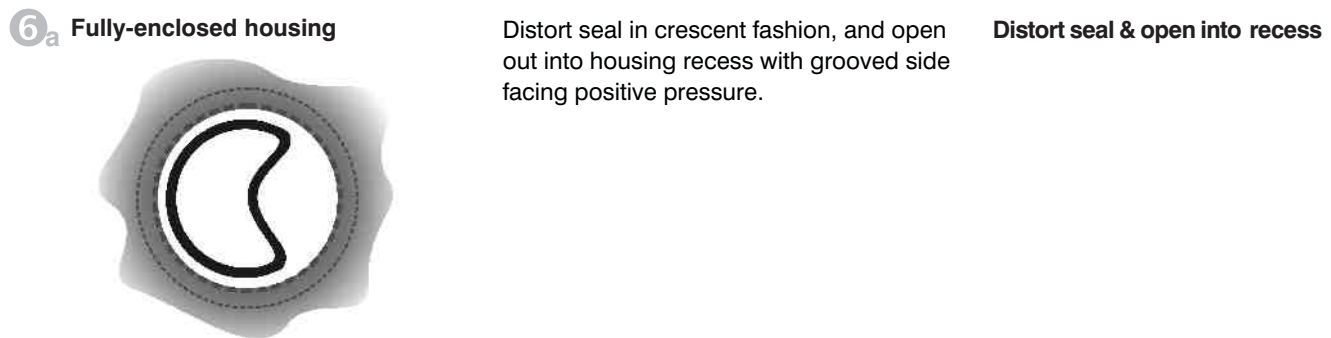 6a Fully-enclosed housing
Distort seal in crescent fashion, and open
out into housing recess with grooved side
facing positive pressure.
Distort seal & open into recess